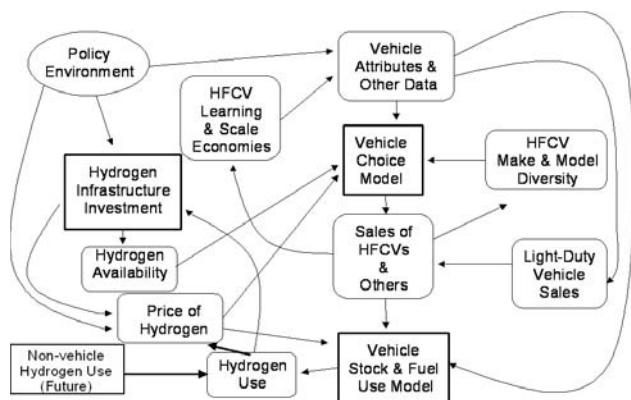 Policy
Environment
Vehicle
Attributes &
Other Data
HFCV
Learning
& Scale
Economies
Hydrogen
Infrastructure
Investment
Vehicle
Choice
Model
HFCV
Make & Model
Diversity
Hydrogen
Availability
Sales of
HFCVs
&
Others
Light-Duty
Vehicle
Sales
Price of
Hydrogen
Non-vehicle
Hydrogen Use
(Future)
Hydrogen
Use
Vehicle
Stock & Fuel
Use Model